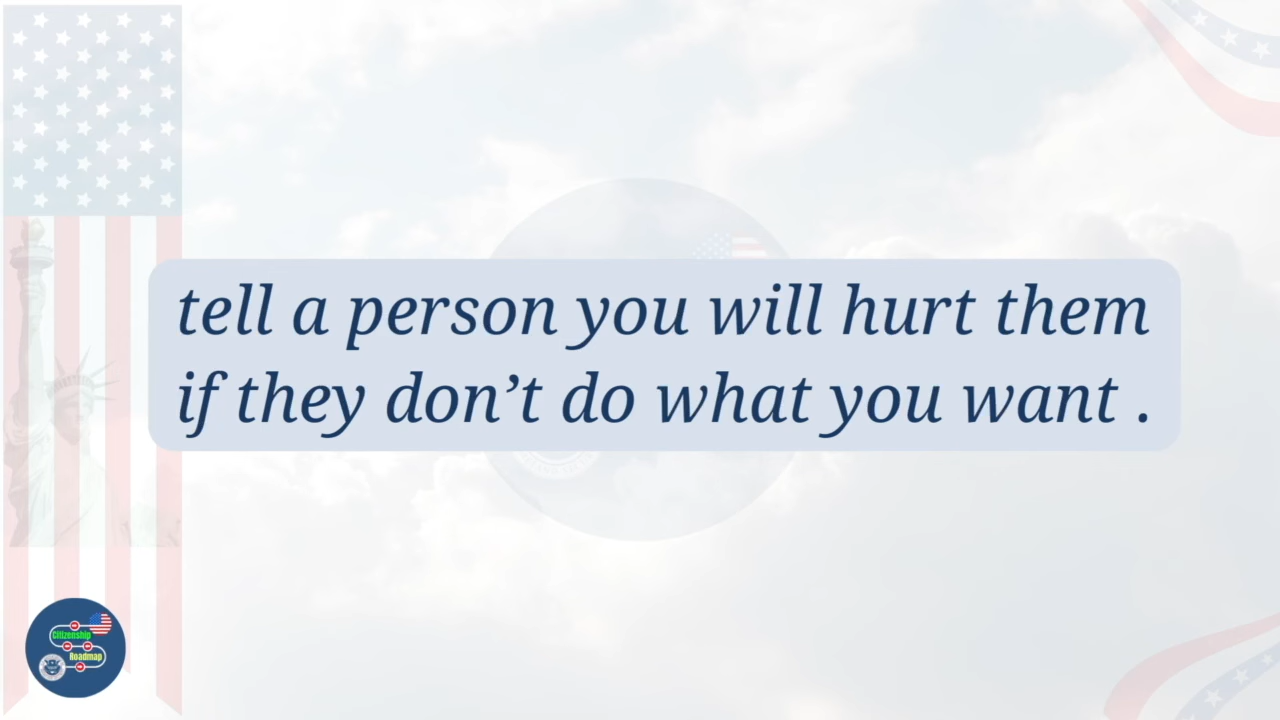 tell a person you will hurt them
if they don’t do what you want .
Citizenship
Roadmap